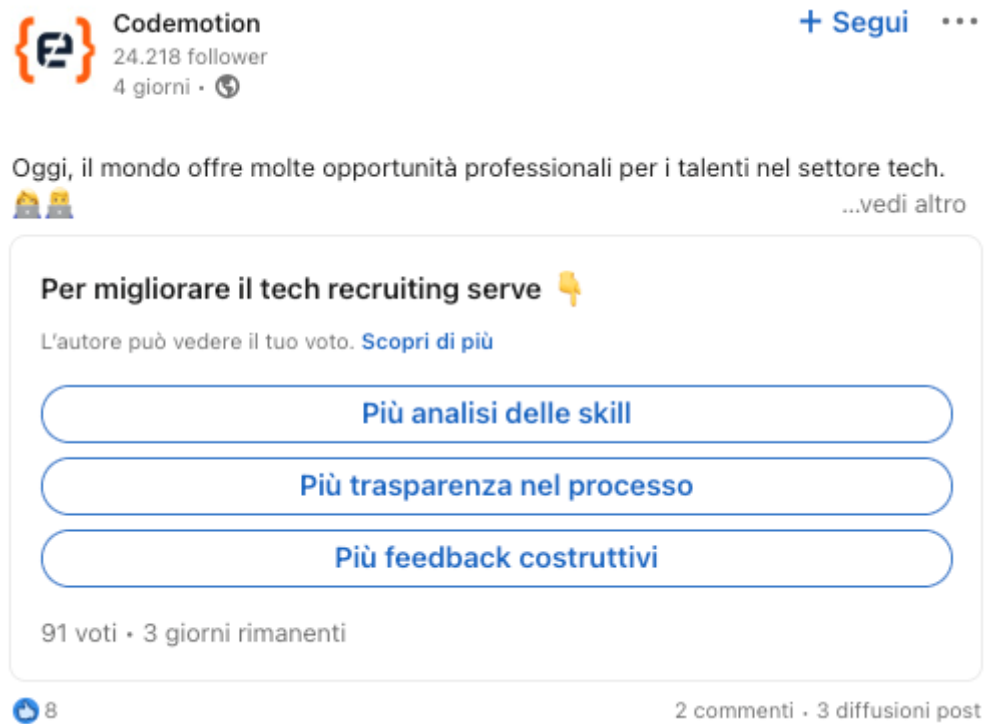 Codemotion
24.218 follower
4 giorni •
+ Segui
Oggi, il mondo offre molte opportunità professionali per i talenti nel settore tech.
...vedi altro
Per migliorare il tech recruiting serve
L'autore può vedere il tuo voto. Scopri di più
Più analisi delle skill
Più trasparenza nel processo
Più feedback costruttivi
91 voti • 3 giorni rimanenti
8
2 commenti • 3 diffusioni post